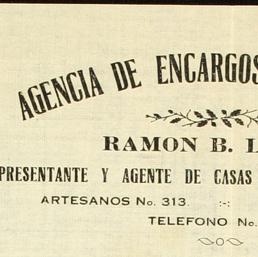 AGENCIA DE ENCARGOS
RAMON B. L
PRESENTANTE Y AGENTE DE CASAS
ARTESANOS No. 313. :-:
TELEFONO No.